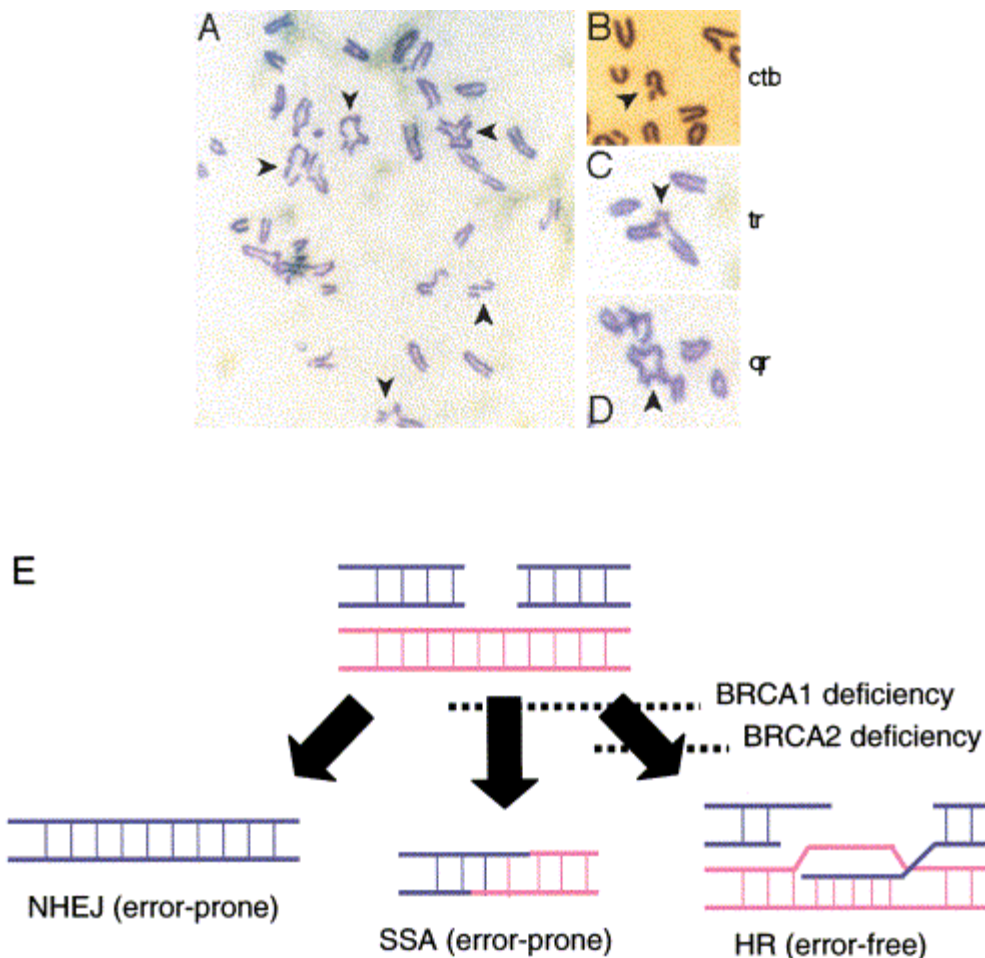 A
B
ctb
C
tr
qr
D
E
BRCA1 deficiency
BRCA2 deficiency
NHEJ (error-prone)
SSA (error-prone)
HR (error-free)